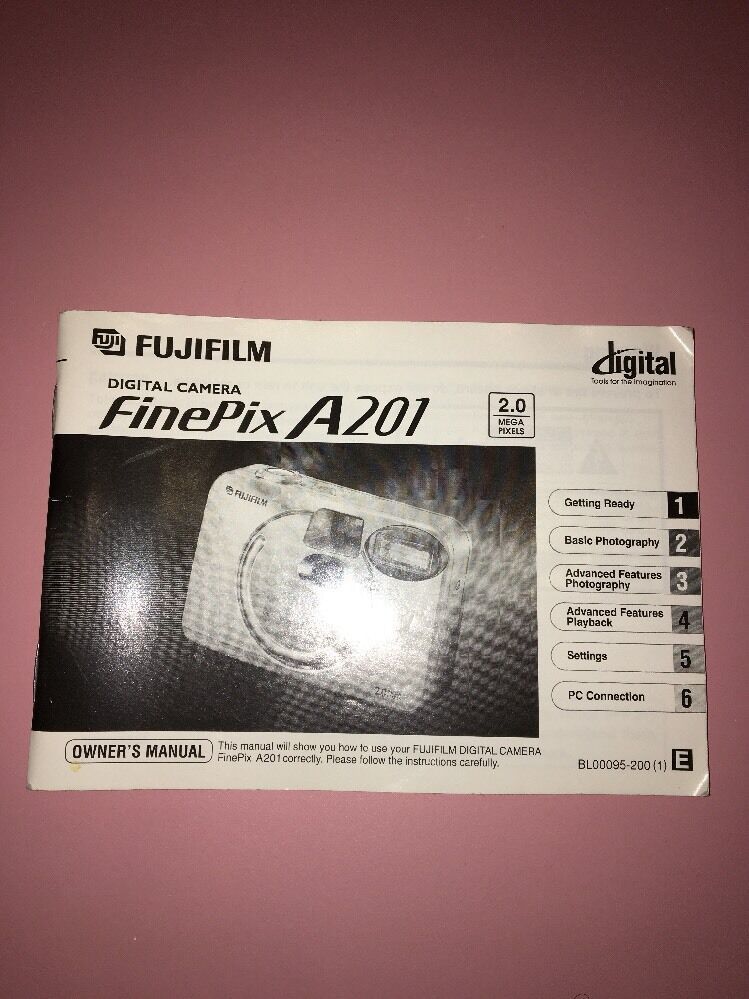 FUJI FUJIFILM
digital
Tools for the Imagination
DIGITAL CAMERA
FinePix A201
2.0
MEGA
PIXELS
FUJIFILM
Getting Ready 1
Basic Photography 2
Advanced Features
Photography 3
Advanced Features
Playback 4
Settings 5
PC Connection 6
OWNER'S MANUAL
This manual will show you how to use your FUJIFILM DIGITAL CAMERA
FinePix A201 correctly. Please follow the instructions carefully.
BL00095-200 (1) E